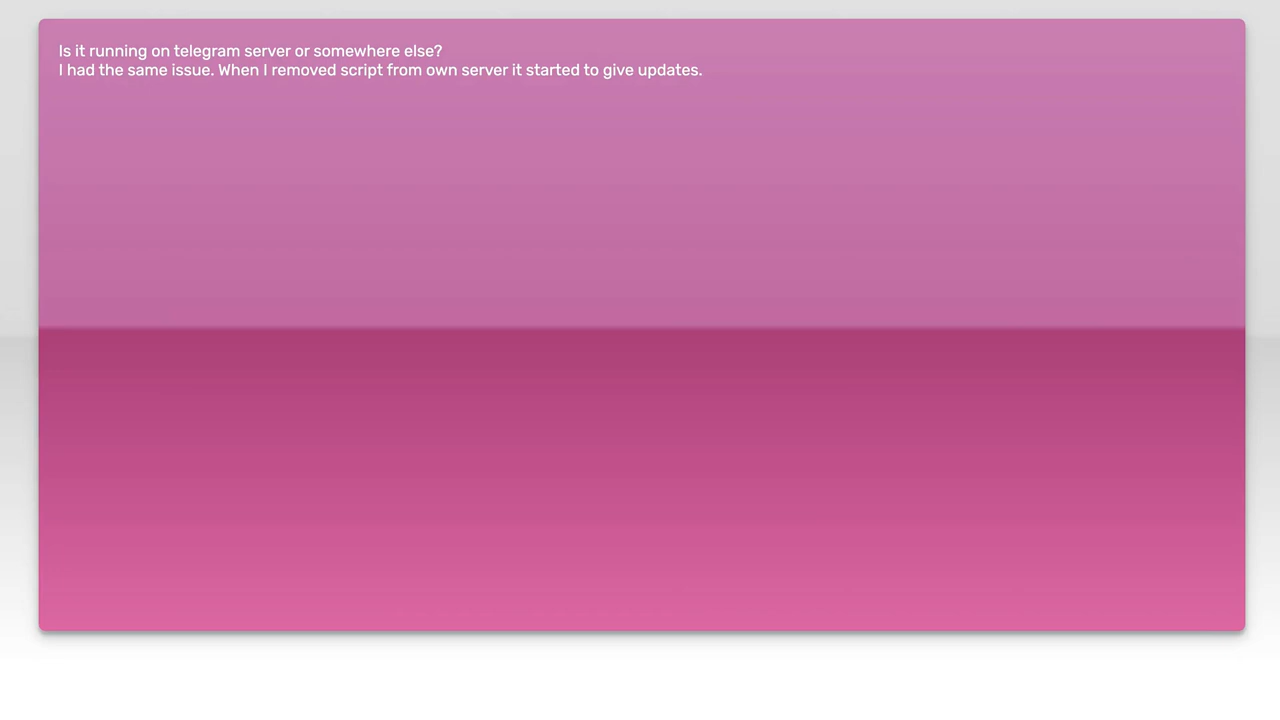 Is it running on telegram server or somewhere else?
I had the same issue. When I removed script from own server it started to give updates.